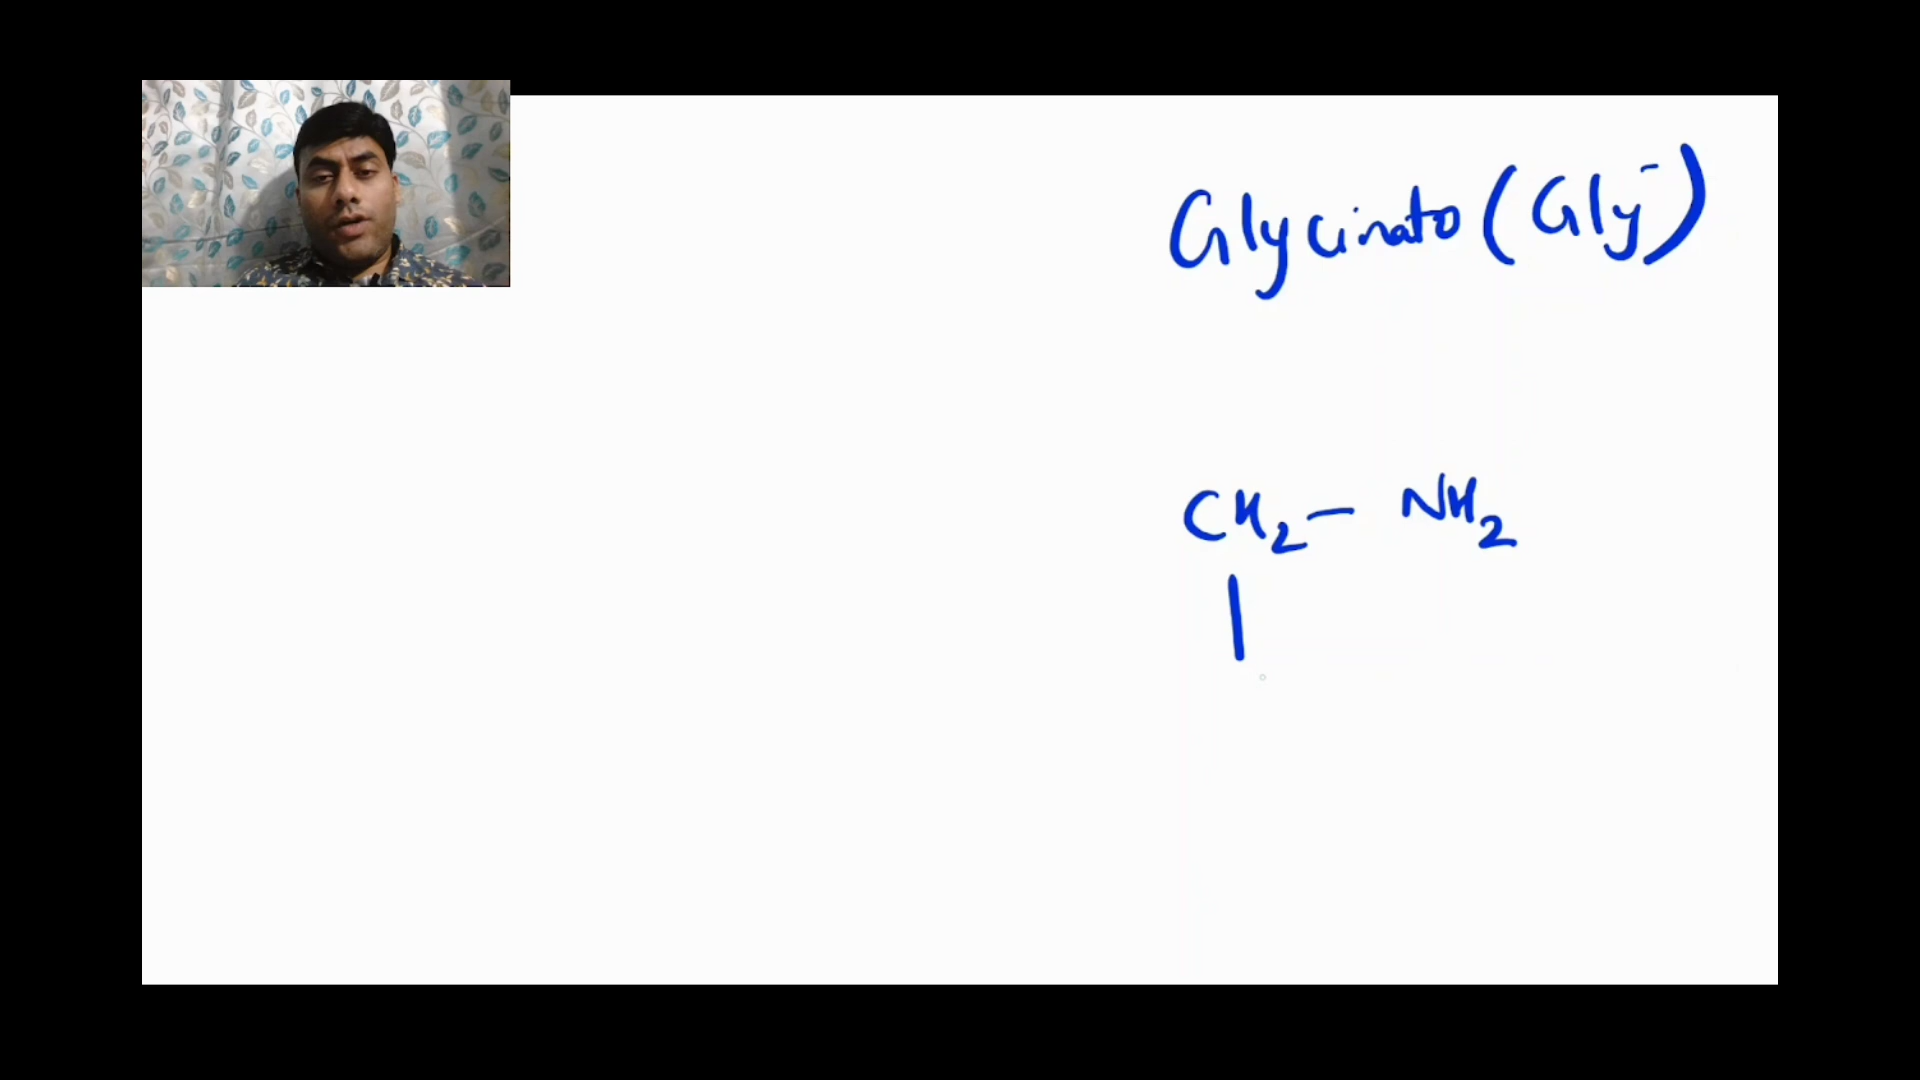 Glycinato (Gly⁻)
CH₂ — NH₂
|